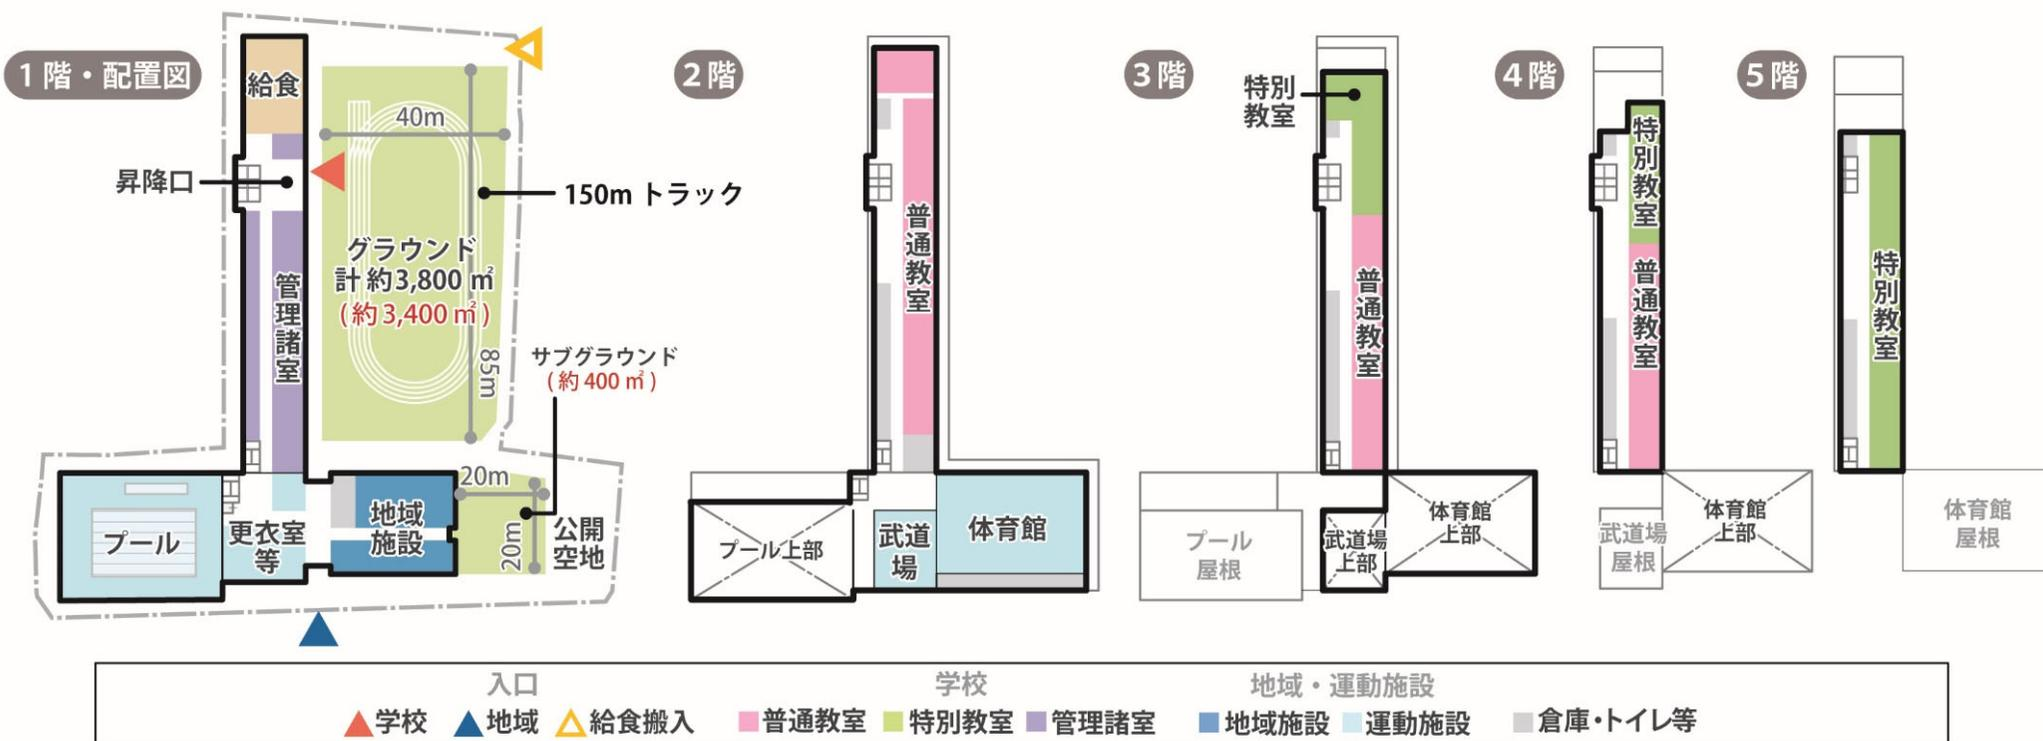 1階・配置図
給食
昇降口
管理諸室
40m
150m トラック
グラウンド
計 約3,800 ㎡
(約3,400 ㎡)
85m
サブグラウンド
(約400 ㎡)
プール
更衣室
等
地域
施設
20m
20m
公開
空地
2階
普通教室
プール上部
武道
場
体育館
3階
特別
教室
普通教室
プール
屋根
武道場
上部
体育館
上部
4階
特別教室
普通教室
武道場
屋根
体育館
上部
5階
特別教室
体育館
屋根
入口
学校 地域 給食搬入
学校
普通教室 特別教室 管理諸室
地域・運動施設
地域施設 運動施設
倉庫・トイレ等